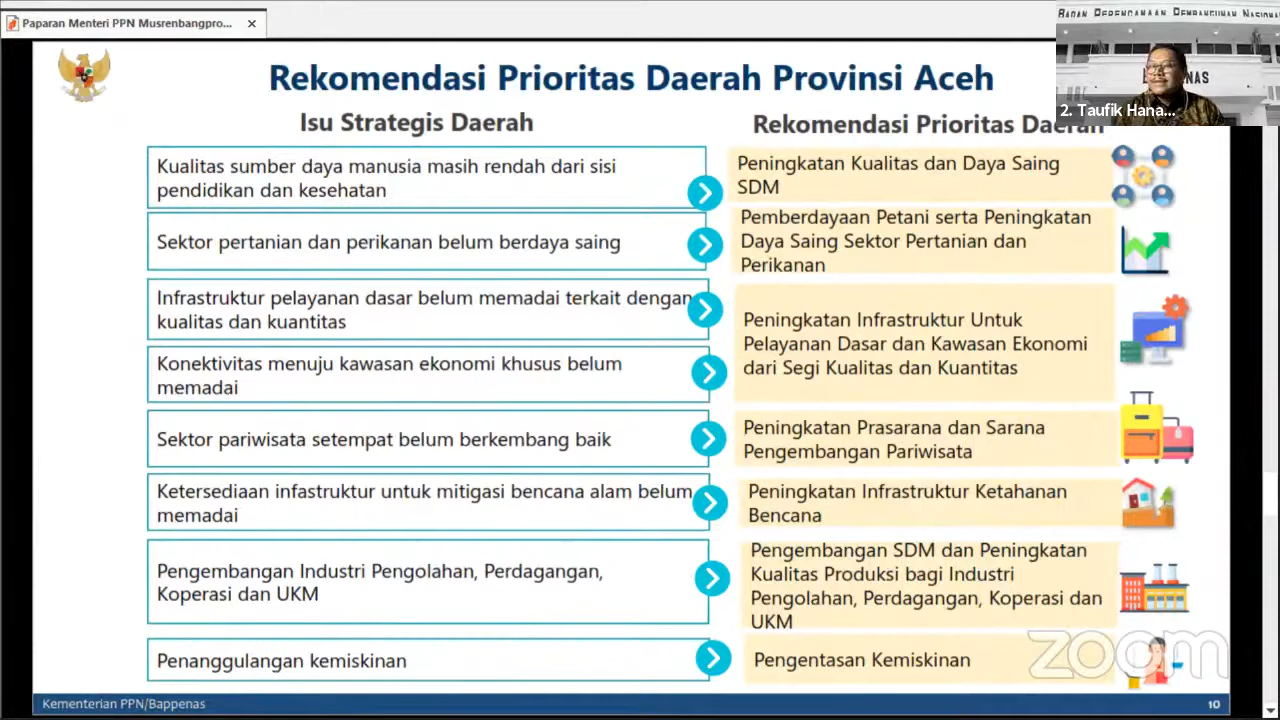 Paparan Menteri PPN Musrenbangpro...
BADAN PERENCANAAN PEMBANGUNAN NASIONAL
NAS
2. Taufik Hana...
Rekomendasi Prioritas Daerah Provinsi Aceh
Isu Strategis Daerah
Rekomendasi Prioritas Daerah
Kualitas sumber daya manusia masih rendah dari sisi
pendidikan dan kesehatan
Peningkatan Kualitas dan Daya Saing
SDM
Sektor pertanian dan perikanan belum berdaya saing
Pemberdayaan Petani serta Peningkatan
Daya Saing Sektor Pertanian dan
Perikanan
Infrastruktur pelayanan dasar belum memadai terkait dengan
kualitas dan kuantitas
Konektivitas menuju kawasan ekonomi khusus belum
memadai
Peningkatan Infrastruktur Untuk
Pelayanan Dasar dan Kawasan Ekonomi
dari Segi Kualitas dan Kuantitas
Sektor pariwisata setempat belum berkembang baik
Peningkatan Prasarana dan Sarana
Pengembangan Pariwisata
Ketersediaan infastruktur untuk mitigasi bencana alam belum
memadai
Peningkatan Infrastruktur Ketahanan
Bencana
Pengembangan Industri Pengolahan, Perdagangan,
Koperasi dan UKM
Pengembangan SDM dan Peningkatan
Kualitas Produksi bagi Industri
Pengolahan, Perdagangan, Koperasi dan
UKM
Penanggulangan kemiskinan
Pengentasan Kemiskinan
zoom
Kementerian PPN/Bappenas
10